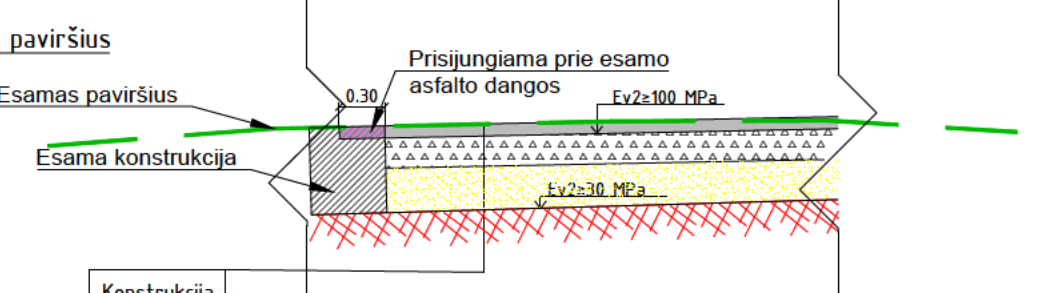 paviršius
Prisijungiama prie esamo
asfalto dangos
Esamas paviršius
0.30
Ev2≥100 MPa
Esama konstrukcija
Ev2≥30 MPa
Konstrukcija